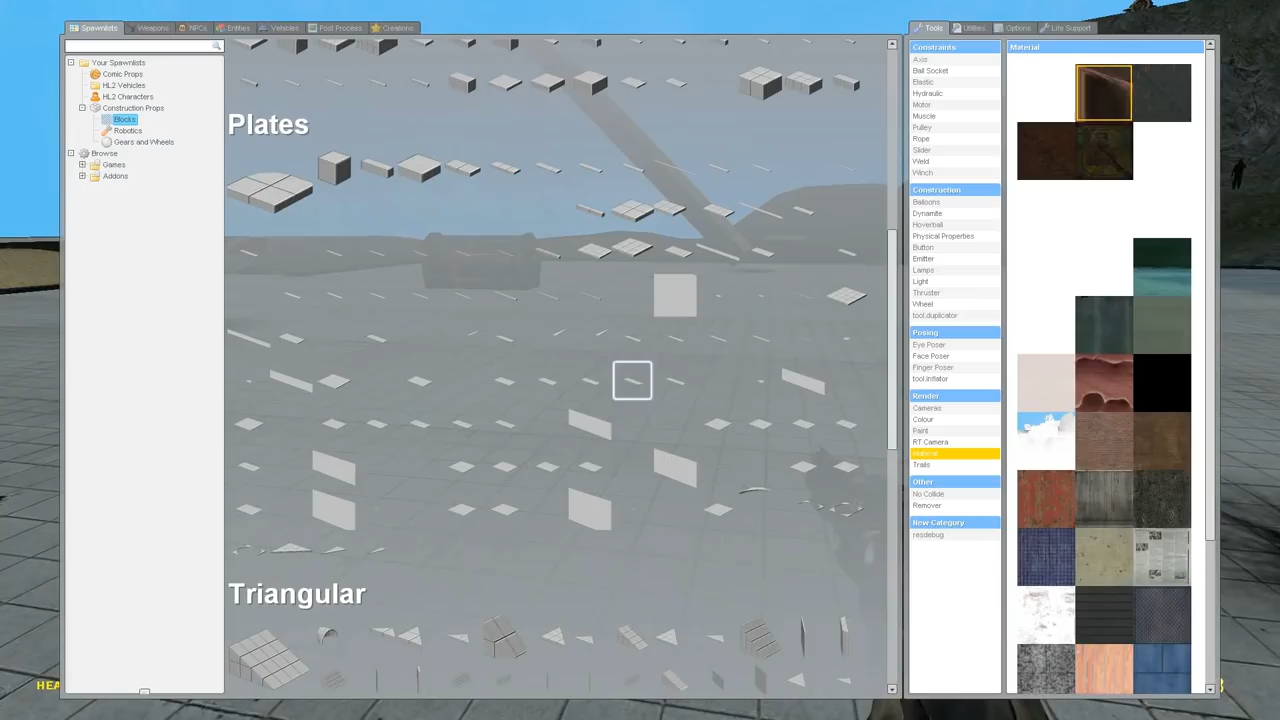 Spawnlists
Weapons
NPCs
Entities
Vehicles
Post Process
Creations
Tools
Utilities
Options
Life Support
Your Spawnlists
Comic Props
HL2 Vehicles
HL2 Characters
Construction Props
Blocks
Robotics
Gears and Wheels
Browse
Games
Addons
Plates
Triangular
Constraints
Axis
Ball Socket
Elastic
Hydraulic
Motor
Muscle
Pulley
Rope
Slider
Weld
Winch
Construction
Balloons
Dynamite
Hoverball
Physical Properties
Button
Emitter
Lamps
Light
Thruster
Wheel
tool.duplicator
Posing
Eye Poser
Face Poser
Finger Poser
tool.inflator
Render
Cameras
Colour
Paint
RT Camera
Material
Trails
Other
No Collide
Remover
New Category
resdebug
Material
HEA